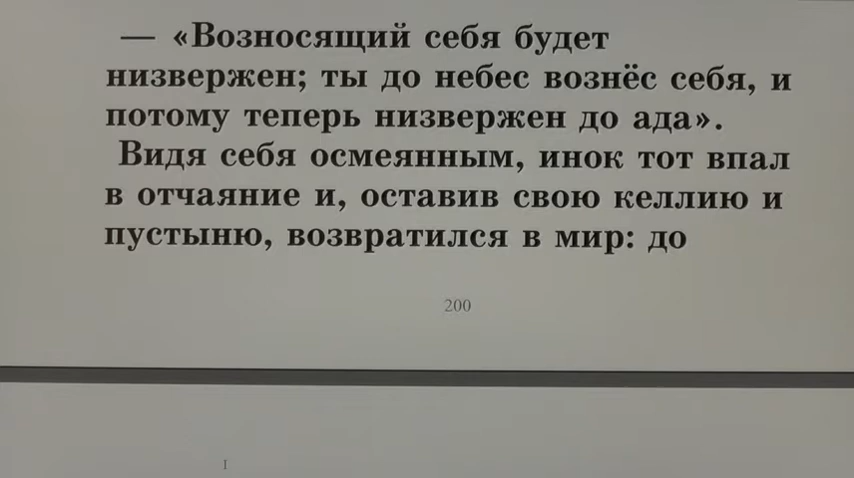 — «Возносящий себя будет
низвержен; ты до небес вознёс себя, и
потому теперь низвержен до ада».
Видя себя осмеянным, инок тот впал
в отчаяние и, оставив свою келлию и
пустыню, возвратился в мир: до
200
I